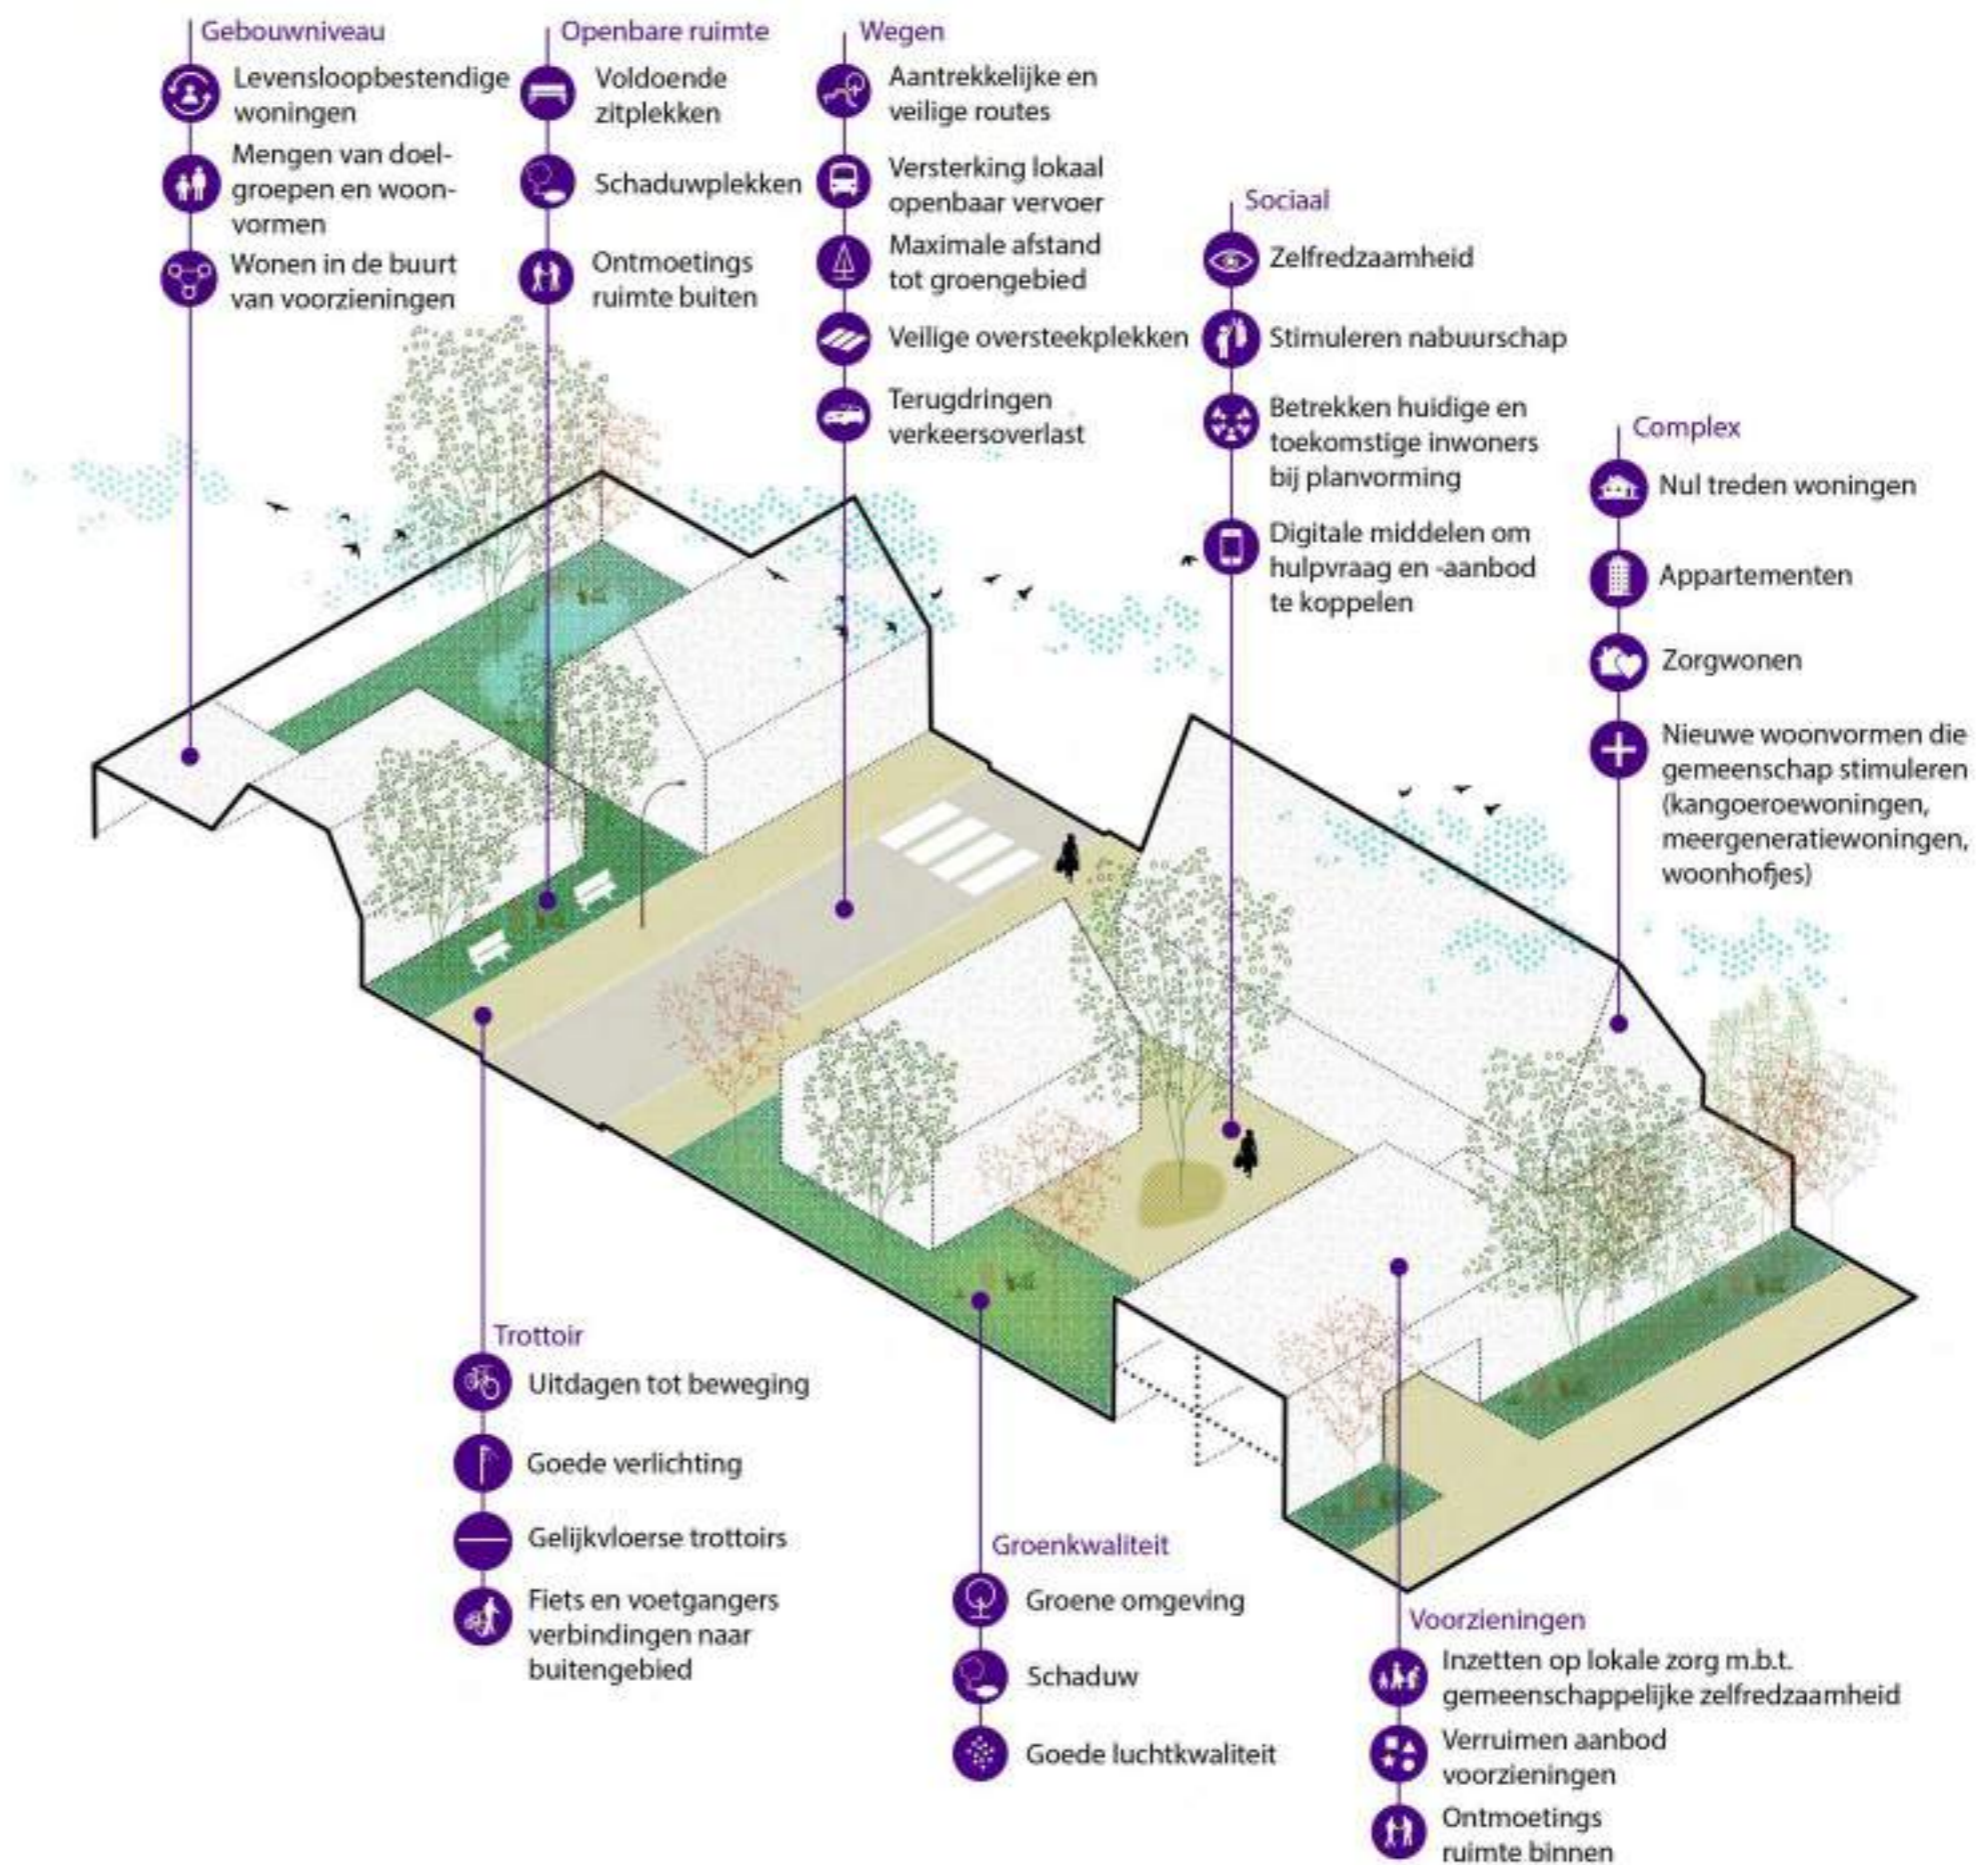 Gebouwniveau
Levensloopbestendige
woningen
Mengen van doel-
groepen en woon-
vormen
Wonen in de buurt
van voorzieningen
Openbare ruimte
Voldoende
zitplekken
Schaduwplekken
Ontmoetings
ruimte buiten
Wegen
Aantrekkelijke en
veilige routes
Versterking lokaal
openbaar vervoer
Maximale afstand
tot groengebied
Veilige oversteekplekken
Terugdringen
verkeersoverlast
Sociaal
Zelfredzaamheid
Stimuleren nabuurschap
Betrekken huidige en
toekomstige inwoners
bij planvorming
Digitale middelen om
hulpvraag en -aanbod
te koppelen
Complex
Nul treden woningen
Appartementen
Zorgwonen
Nieuwe woonvormen die
gemeenschap stimuleren
(kangoeroewoningen,
meergeneratiewoningen,
woonhofjes)
Trottoir
Uitdagen tot beweging
Goede verlichting
Gelijkvloerse trottoirs
Fiets en voetgangers
verbindingen naar
buitengebied
Groenkwaliteit
Groene omgeving
Schaduw
Goede luchtkwaliteit
Voorzieningen
Inzetten op lokale zorg m.b.t.
gemeenschappelijke zelfredzaamheid
Verruimen aanbod
voorzieningen
Ontmoetings
ruimte binnen